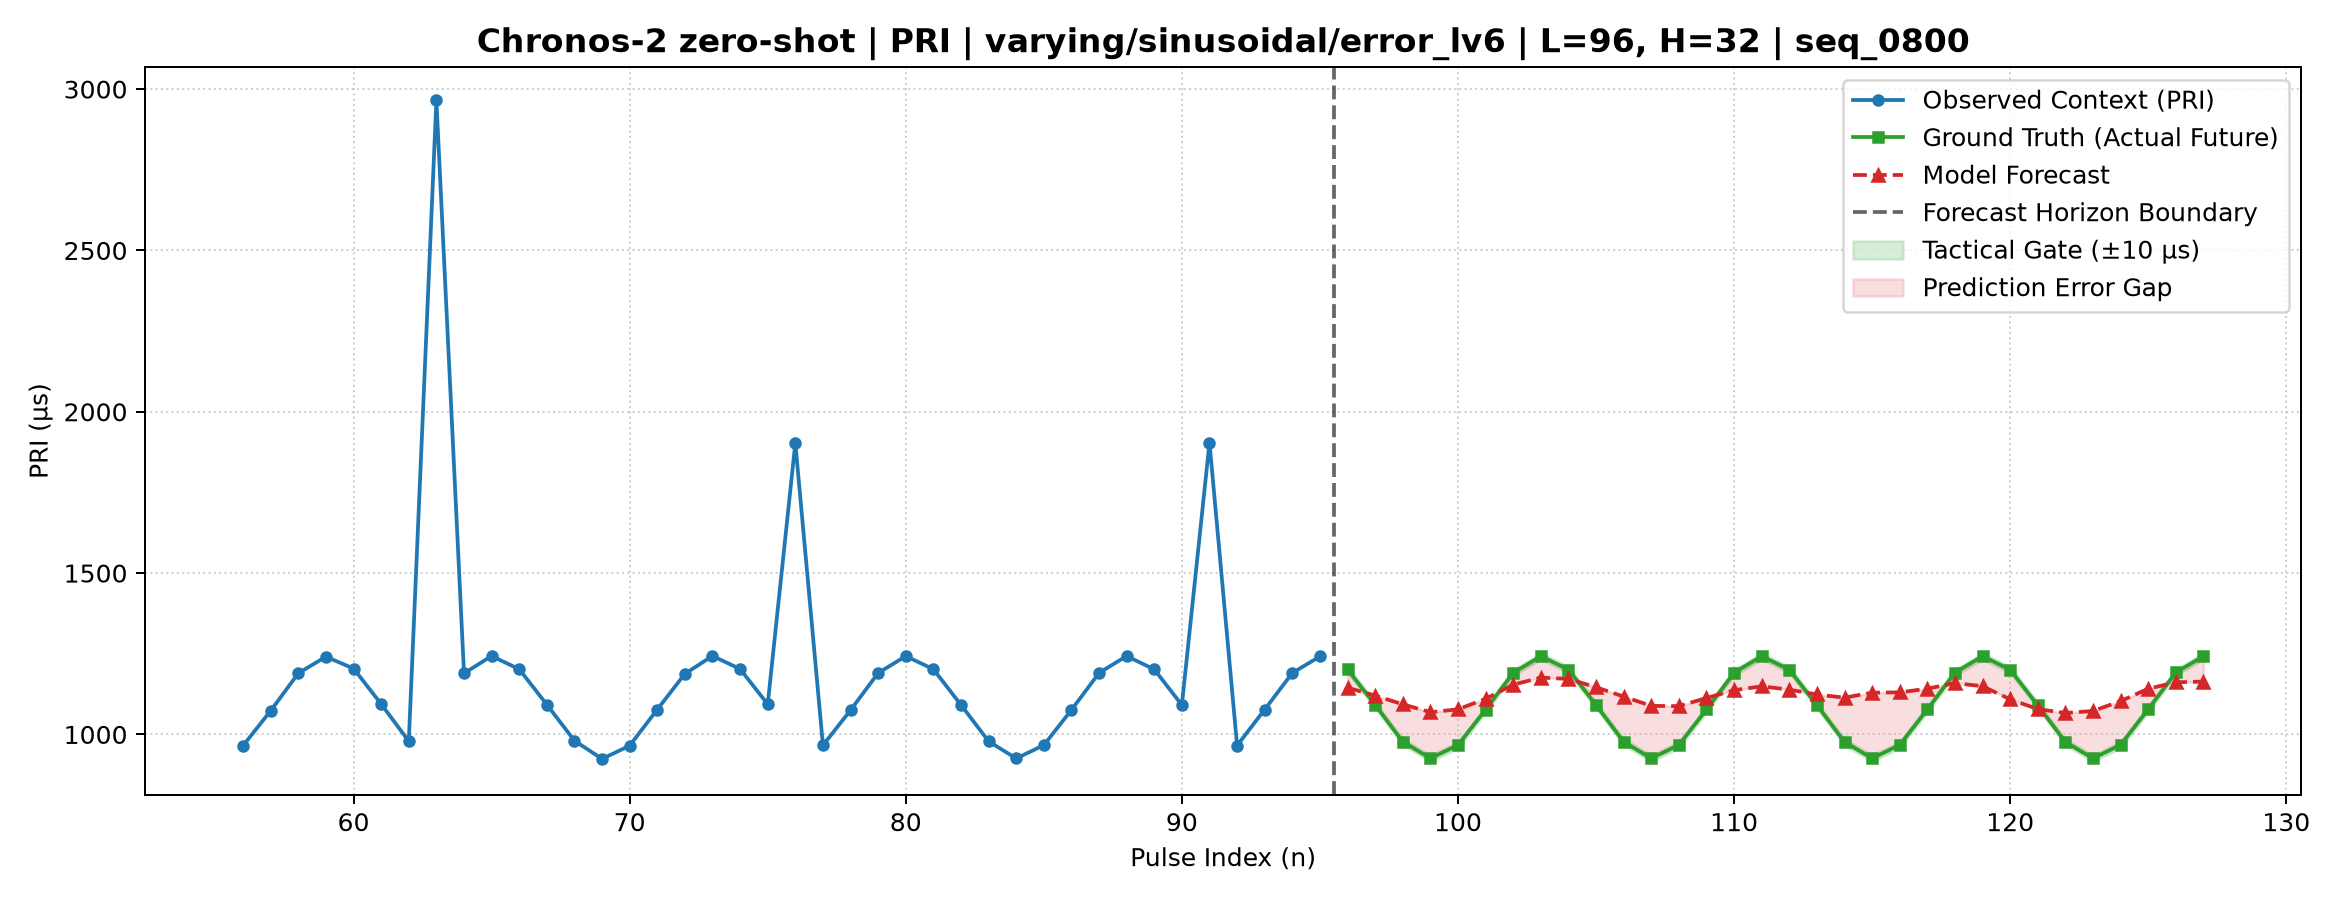 Chronos-2 zero-shot | PRI | varying/sinusoidal/error_lv6 | L=96, H=32 | seq_0800
Observed Context (PRI)
Ground Truth (Actual Future)
Model Forecast
Forecast Horizon Boundary
Tactical Gate (±10 µs)
Prediction Error Gap
PRI (µs)
3000
2500
2000
1500
1000
60 70 80 90 100 110 120 130
Pulse Index (n)